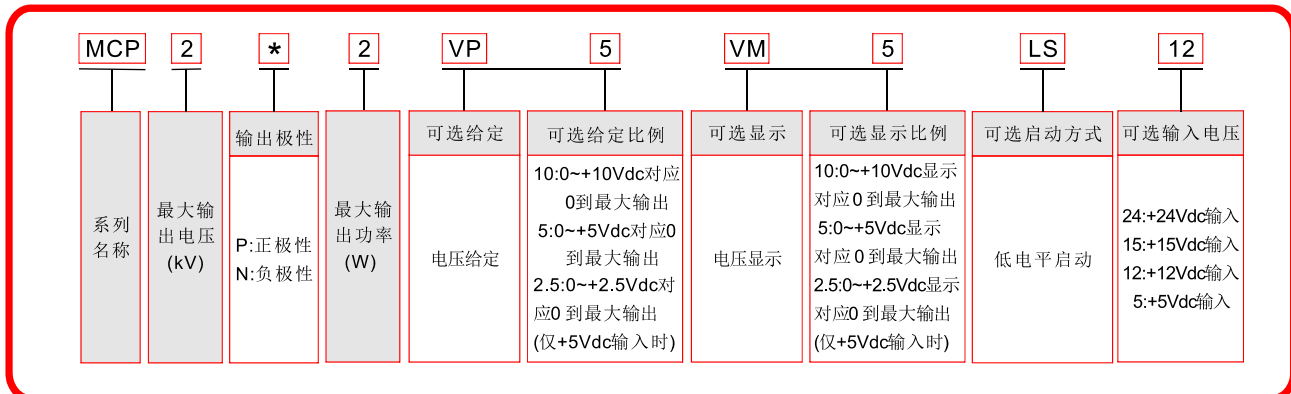 MCP 2 * 2 VP 5 VM 5 LS 12
系列
名称
最大输
出电压
(kV)
输出极性
P:正极性
N:负极性
最大输
出功率
(W)
可选给定
电压给定
可选给定比例
10:0~+10Vdc对应
0到最大输出
5:0~+5Vdc对应0
到最大输出
2.5:0~+2.5Vdc对
应0 到最大输出
(仅+5Vdc输入时)
可选显示
电压显示
可选显示比例
10:0~+10Vdc显示
对应0 到最大输出
5:0~+5Vdc显示
对应0 到最大输出
2.5:0~+2.5Vdc显示
对应0 到最大输出
(仅+5Vdc输入时)
可选启动方式
低电平启动
可选输入电压
24:+24Vdc输入
15:+15Vdc输入
12:+12Vdc输入
5:+5Vdc输入